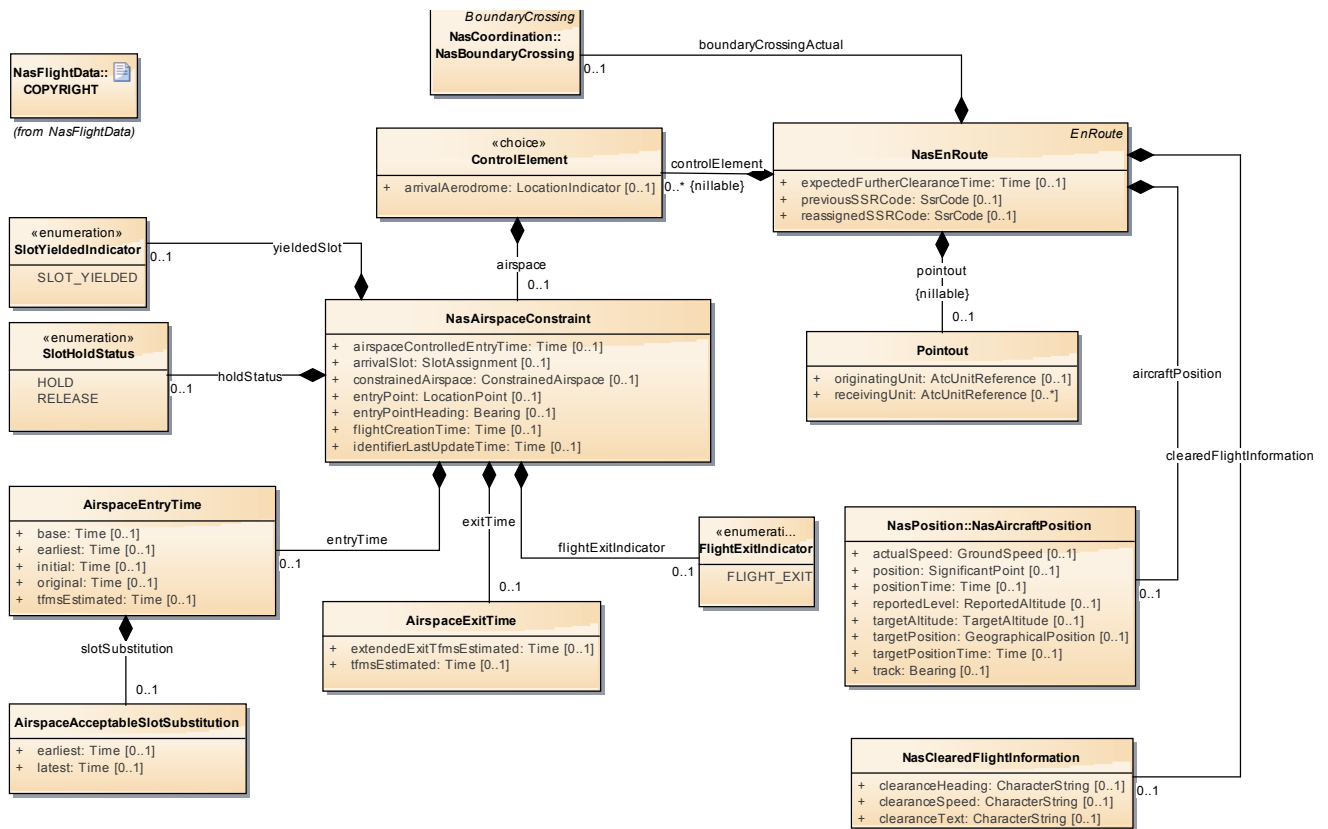 BoundaryCrossing
NasCoordination::
NasBoundaryCrossing
boundaryCrossingActual
0..1
NasFlightData::
COPYRIGHT
(from NasFlightData)
«choice»
ControlElement
+ arrivalAerodrome: LocationIndicator [0..1]
controlElement
0..* {nillable}
EnRoute
NasEnRoute
+ expectedFurtherClearanceTime: Time [0..1]
+ previousSSRCode: SsrCode [0..1]
+ reassignedSSRCode: SsrCode [0..1]
«enumeration»
SlotYieldedIndicator
SLOT_YIELDED
0..1
yieldedSlot
airspace
0..1
pointout
{nillable}
0..1
«enumeration»
SlotHoldStatus
HOLD
RELEASE
0..1
holdStatus
NasAirspaceConstraint
+ airspaceControlledEntryTime: Time [0..1]
+ arrivalSlot: SlotAssignment [0..1]
+ constrainedAirspace: ConstrainedAirspace [0..1]
+ entryPoint: LocationPoint [0..1]
+ entryPointHeading: Bearing [0..1]
+ flightCreationTime: Time [0..1]
+ identifierLastUpdateTime: Time [0..1]
Pointout
+ originatingUnit: AtcUnitReference [0..1]
+ receivingUnit: AtcUnitReference [0..*]
aircraftPosition
clearedFlightInformation
AirspaceEntryTime
+ base: Time [0..1]
+ earliest: Time [0..1]
+ initial: Time [0..1]
+ original: Time [0..1]
+ tfmsEstimated: Time [0..1]
0..1
entryTime
exitTime
0..1
flightExitIndicator
0..1
«enumerati...
FlightExitIndicator
FLIGHT_EXIT
NasPosition::NasAircraftPosition
+ actualSpeed: GroundSpeed [0..1]
+ position: SignificantPoint [0..1]
+ positionTime: Time [0..1]
+ reportedLevel: ReportedAltitude [0..1]
+ targetAltitude: TargetAltitude [0..1]
+ targetPosition: GeographicalPosition [0..1]
+ targetPositionTime: Time [0..1]
+ track: Bearing [0..1]
0..1
AirspaceExitTime
+ extendedExitTfmsEstimated: Time [0..1]
+ tfmsEstimated: Time [0..1]
slotSubstitution
0..1
AirspaceAcceptableSlotSubstitution
+ earliest: Time [0..1]
+ latest: Time [0..1]
NasClearedFlightInformation
+ clearanceHeading: CharacterString [0..1]
+ clearanceSpeed: CharacterString [0..1]
+ clearanceText: CharacterString [0..1]
0..1